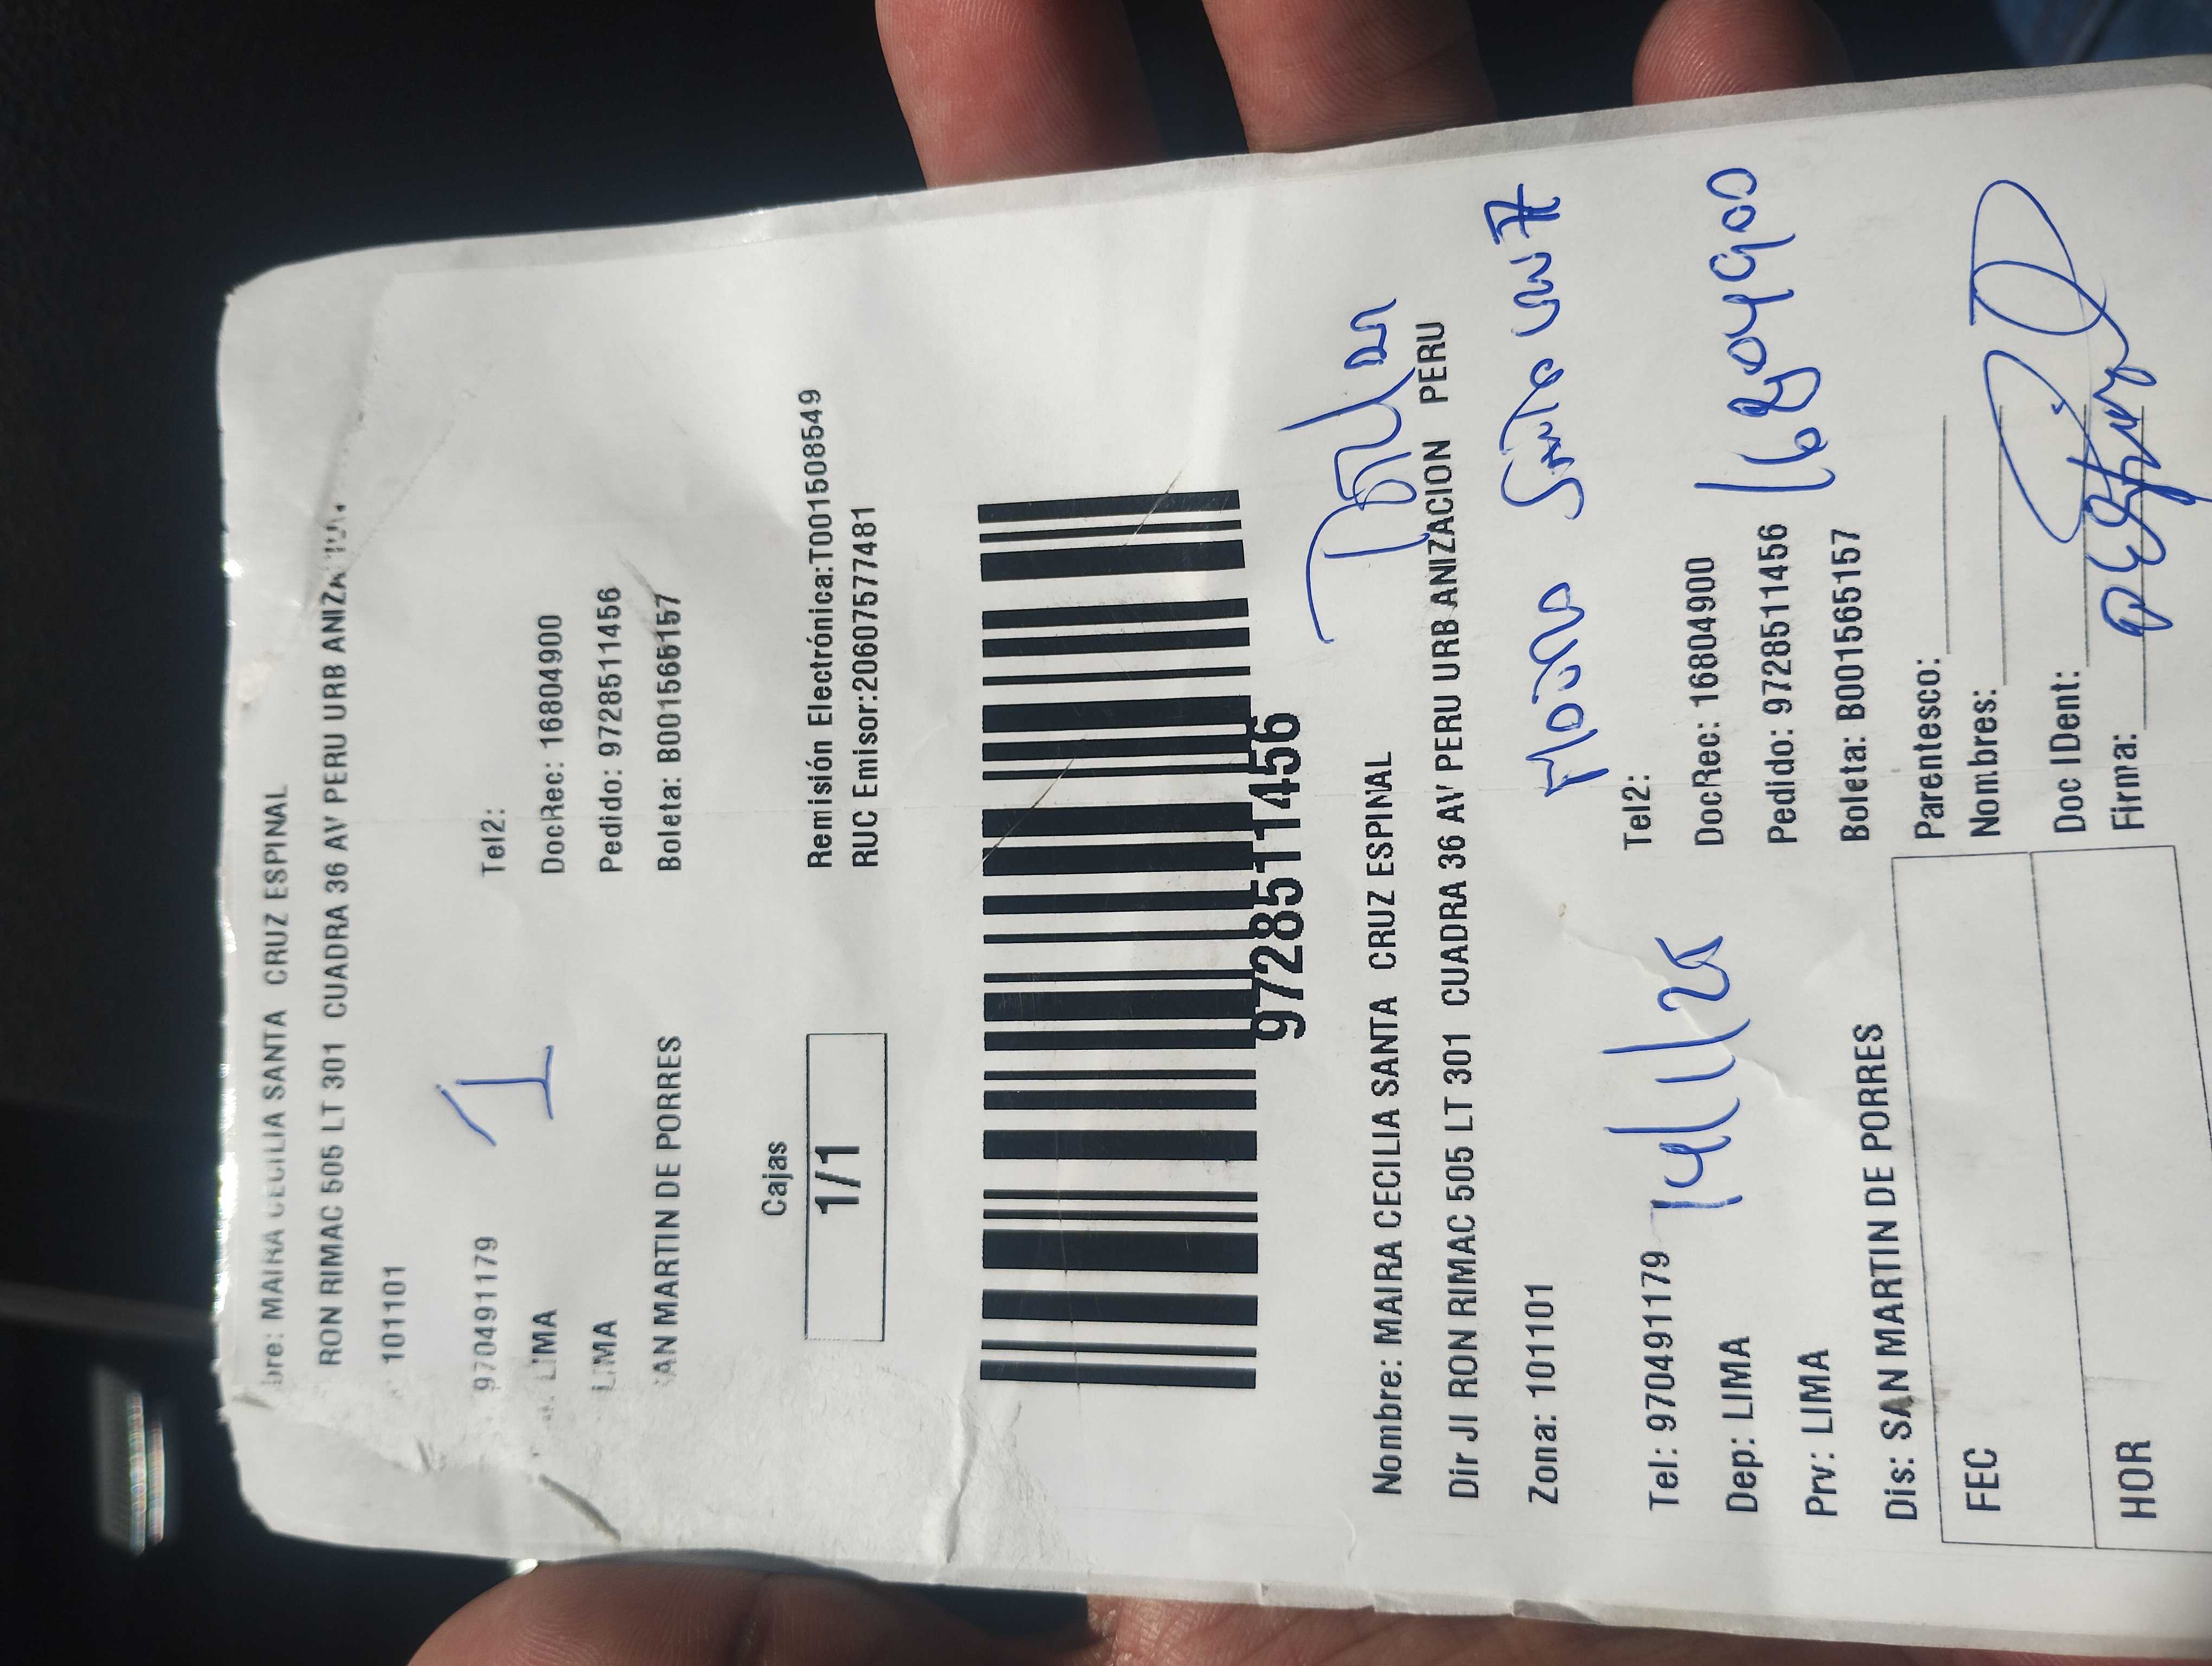 bre: MAIRA CECILIA SANTA CRUZ ESPINAL
RON RIMAC 505 LT 301 CUADRA 36 AV PERU URB ANIZA
101101
970491179 Tel2:
LIMA DocRec: 16804900
LIMA Pedido: 9728511456
AN MARTIN DE PORRES Boleta: B001565157
1
Cajas
1/1
Remisión Electrónica:T001508549
RUC Emisor:20607577481
9728511456
Nombre: MAIRA CECILIA SANTA CRUZ ESPINAL
Dir JI RON RIMAC 505 LT 301 CUADRA 36 AV PERU URB ANIZACION PERU
Zona: 101101
Tel: 970491179 Tel2:
14/11/25
Dep: LIMA DocRec: 16804900
16804900
Prv: LIMA Pedido: 9728511456
Dis: SAN MARTIN DE PORRES Boleta: B001565157
FEC
Parentesco:
Nombres:
HOR
Doc IDent:
Firma: